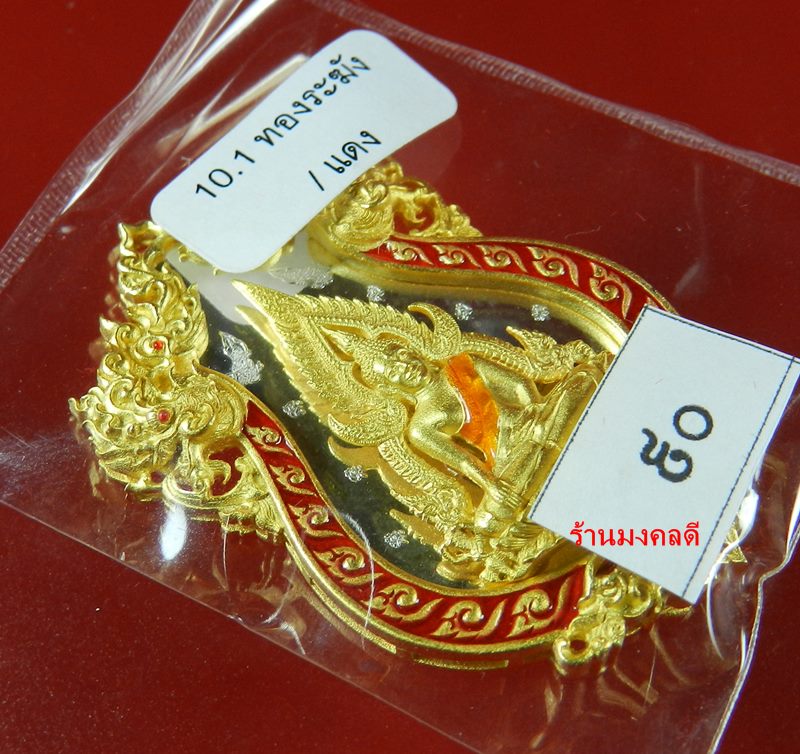 10.1 ทองระฆัง
/ แดง
๕๐
ร้านมงคลดี